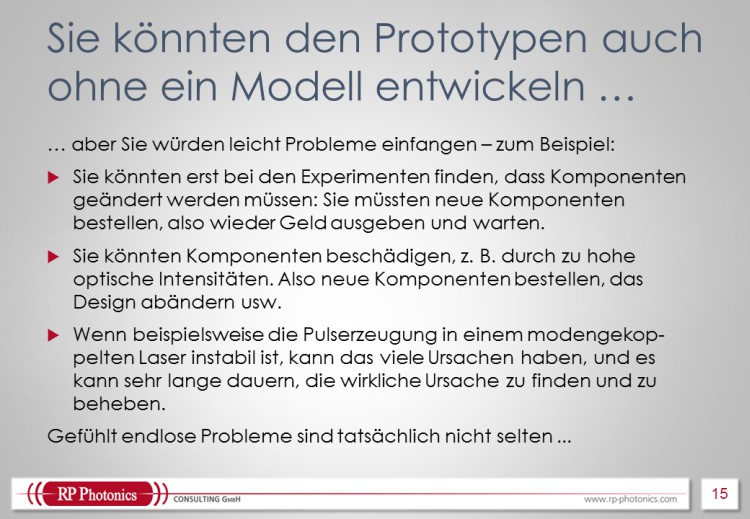 Sie könnten den Prototypen auch
ohne ein Modell entwickeln …
… aber Sie würden leicht Probleme einfangen – zum Beispiel:
Sie könnten erst bei den Experimenten finden, dass Komponenten
geändert werden müssen: Sie müssten neue Komponenten
bestellen, also wieder Geld ausgeben und warten.
Sie könnten Komponenten beschädigen, z. B. durch zu hohe
optische Intensitäten. Also neue Komponenten bestellen, das
Design abändern usw.
Wenn beispielsweise die Pulserzeugung in einem modengekop-
pelten Laser instabil ist, kann das viele Ursachen haben, und es
kann sehr lange dauern, die wirkliche Ursache zu finden und zu
beheben.
Gefühlt endlose Probleme sind tatsächlich nicht selten ...
RP Photonics CONSULTING GmbH
www.rp-photonics.com
15